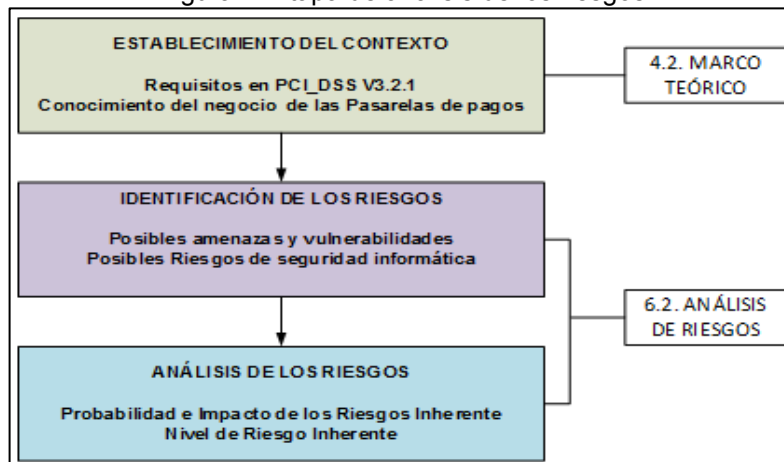 ESTABLECIMIENTO DEL CONTEXTO
Requisitos en PCI_DSS V3.2.1
Conocimiento del negocio de las Pasarelas de pagos
4.2. MARCO
TEÓRICO
IDENTIFICACIÓN DE LOS RIESGOS
Posibles amenazas y vulnerabilidades
Posibles Riesgos de seguridad informática
6.2. ANÁLISIS
DE RIESGOS
ANÁLISIS DE LOS RIESGOS
Probabilidad e Impacto de los Riesgos Inherente
Nivel de Riesgo Inherente